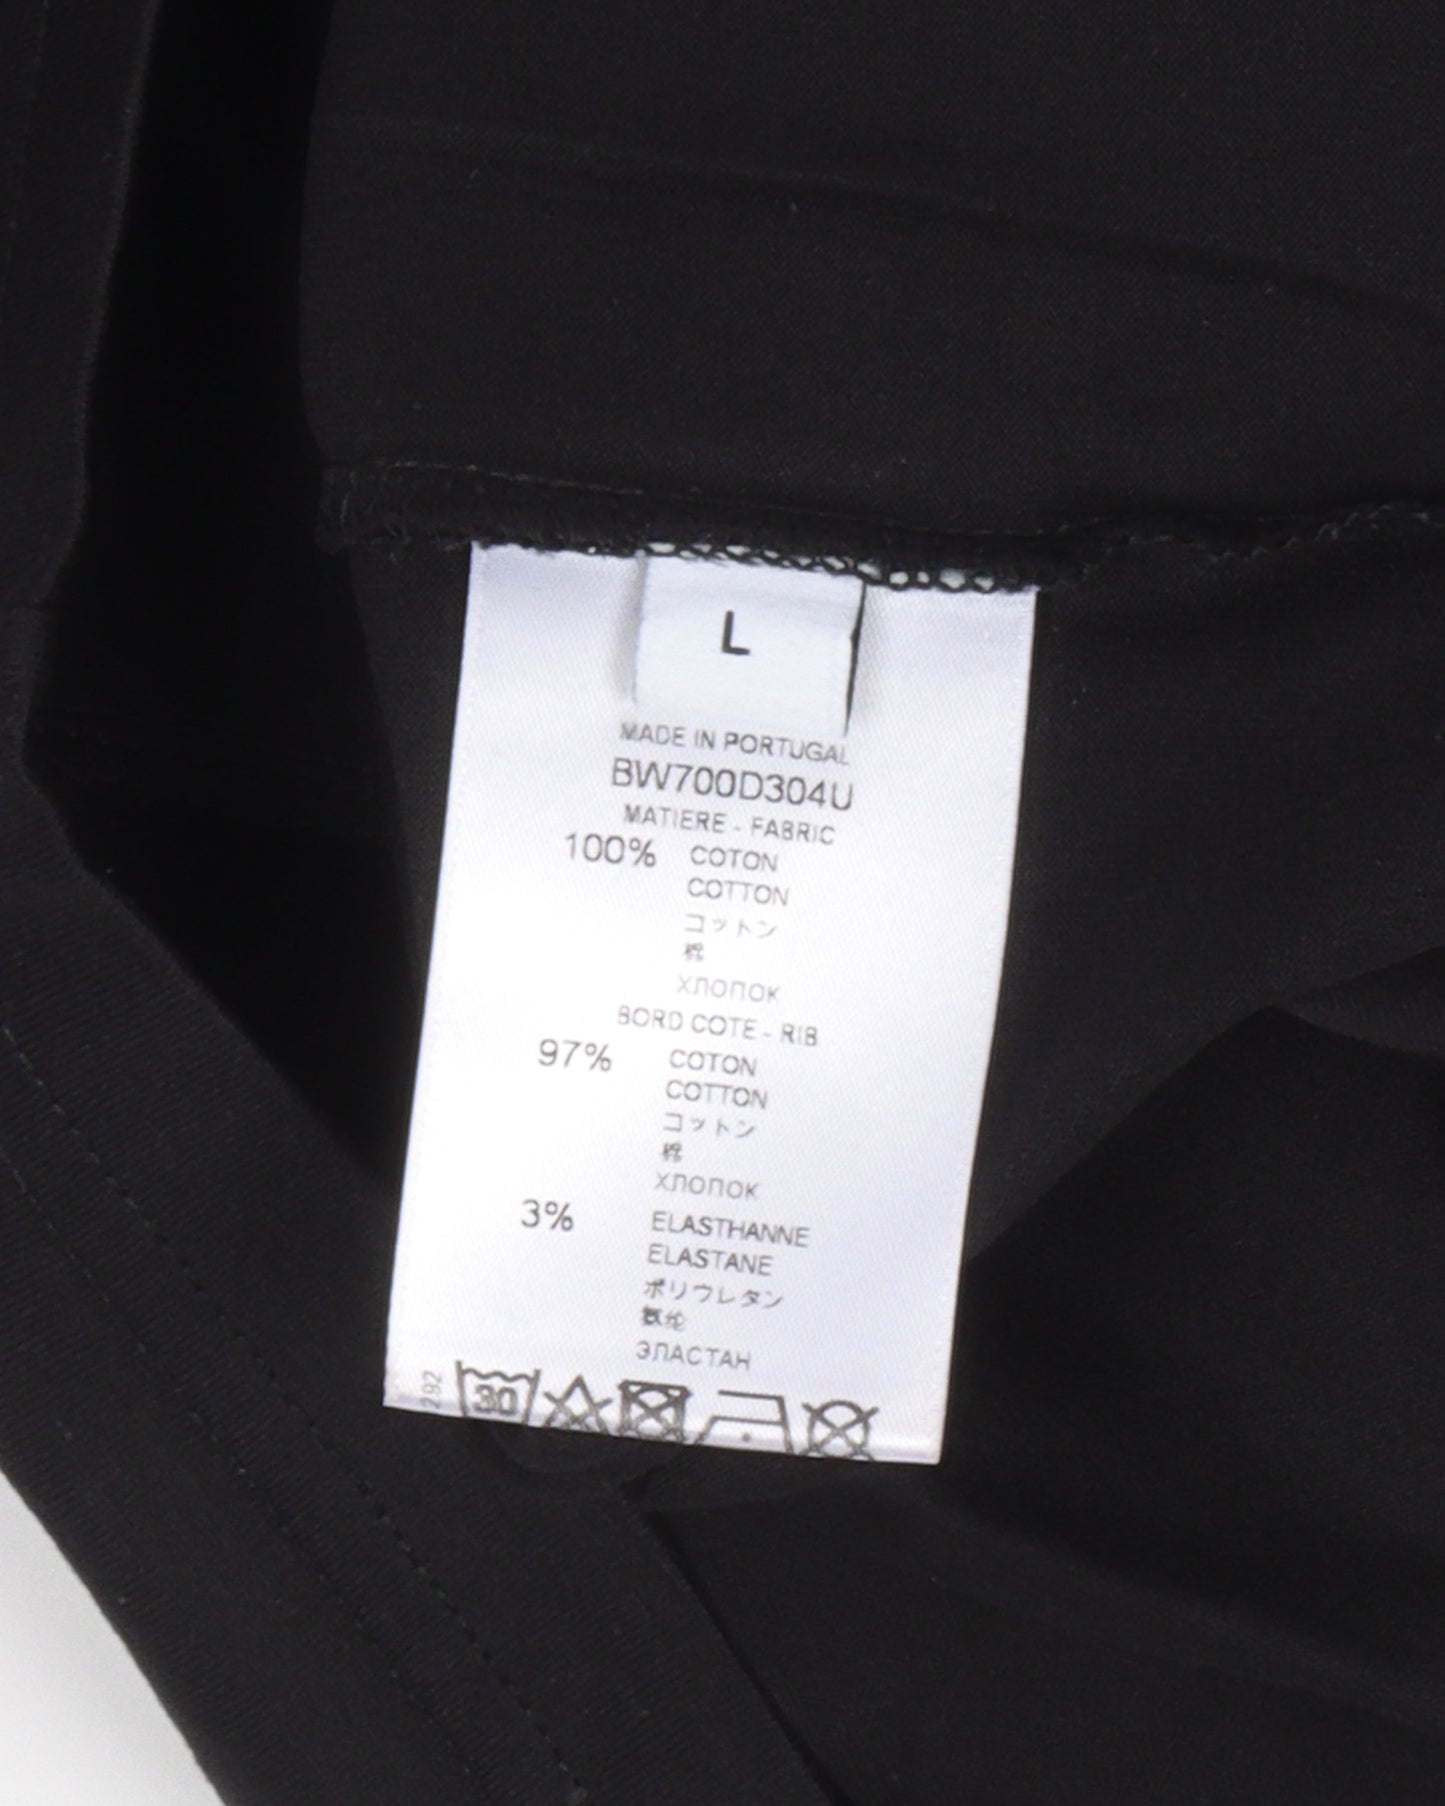 L
MADE IN PORTUGAL
BW700D304U
MATIERE - FABRIC
100% COTON
COTTON
コットン
棉
ХЛОПОК
BORD COTE - RIB
97% COTON
COTTON
コットン
棉
ХЛОПОК
3% ELASTHANNE
ELASTANE
ポリウレタン
氨纶
ЭЛАСТАН
292
30